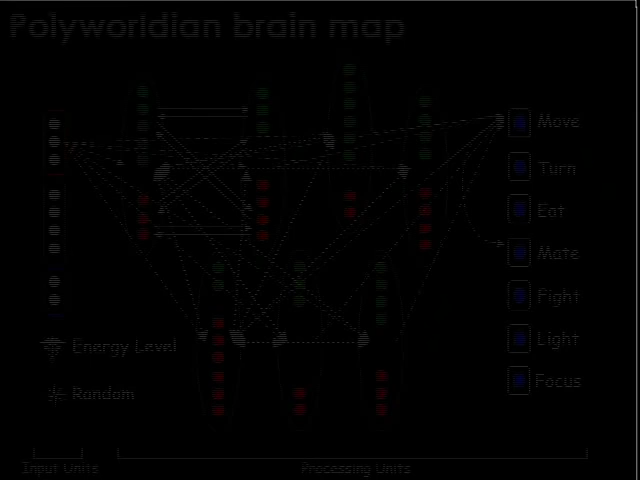 Polyworldian brain map
Move
Turn
Eat
Mate
Fight
Light
Focus
Energy Level
Random
Input Units
Processing Units